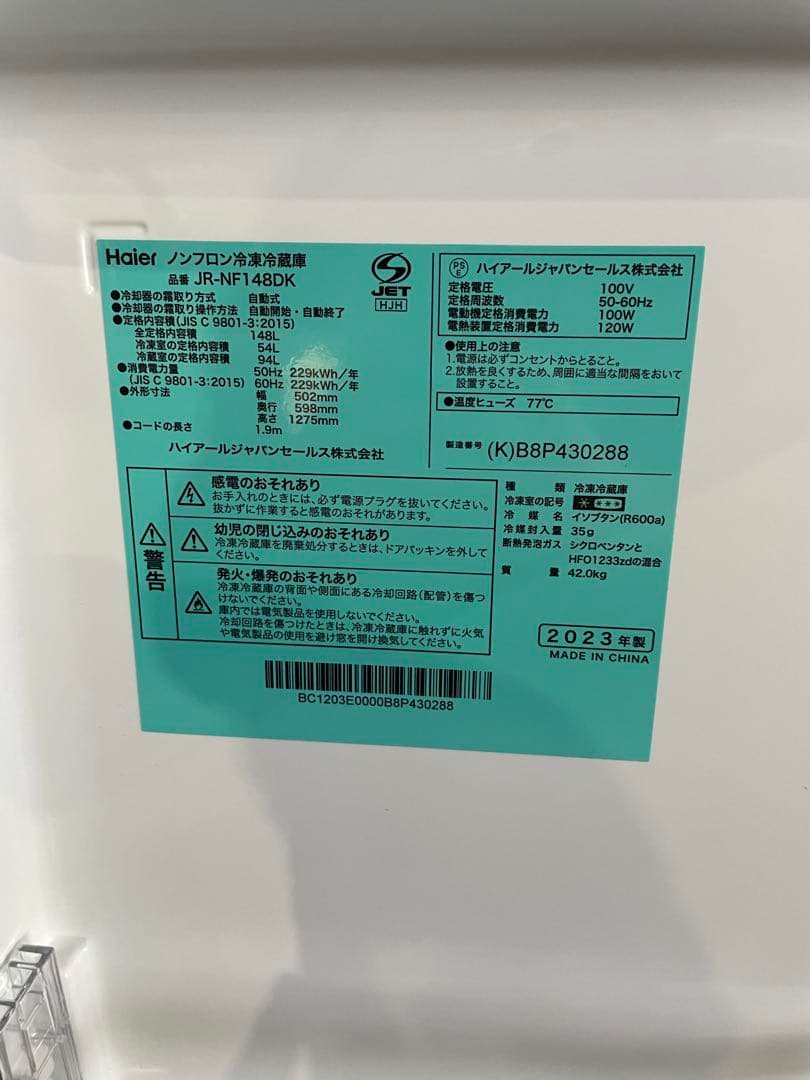 Haier ノンフロン冷凍冷蔵庫
品番 JR-NF148DK
●冷却器の霜取り方式 自動式
●冷却器の霜取り操作方法 自動開始・自動終了
●定格内容積(JIS C 9801-3:2015)
全定格内容積 148L
冷凍室の定格内容積 54L
冷蔵室の定格内容積 94L
●消費電力量 50Hz 229kWh/年
(JIS C 9801-3:2015) 60Hz 229kWh/年
●外形寸法 幅 502mm
奥行 598mm
高さ 1275mm
●コードの長さ 1.9m
ハイアールジャパンセールス株式会社
S
JET
HJH
PSE ハイアールジャパンセールス株式会社
定格電圧 100V
定格周波数 50-60Hz
電動機定格消費電力 100W
電熱装置定格消費電力 120W
●使用上の注意
1.電源は必ずコンセントからとること。
2.放熱を良くするため、周囲に適当な間隔をおいて
設置すること。
●温度ヒューズ 77℃
製造番号 (K)B8P430288
警告
感電のおそれあり
お手入れのときには、必ず電源プラグを抜いてください。
抜かずに作業すると感電のおそれがあります。
幼児の閉じ込みのおそれあり
冷凍冷蔵庫を廃棄処分するときは、ドアパッキンを外して
ください。
発火・爆発のおそれあり
冷凍冷蔵庫の背面や側面にある冷却回路(配管)を傷つ
けないでください。
庫内では電気製品を使用しないでください。
冷却回路を傷つけたときは、冷凍冷蔵庫に触れずに火気
や電気製品の使用を避け窓を開け換気してください。
種類 冷凍冷蔵庫
冷凍室の記号 * ***
冷媒名 イソブタン(R600a)
冷媒封入量 35g
断熱発泡ガス シクロペンタンと
HFO1233zdの混合
質量 42.0kg
2023年製
MADE IN CHINA
BC1203E0000B8P430288